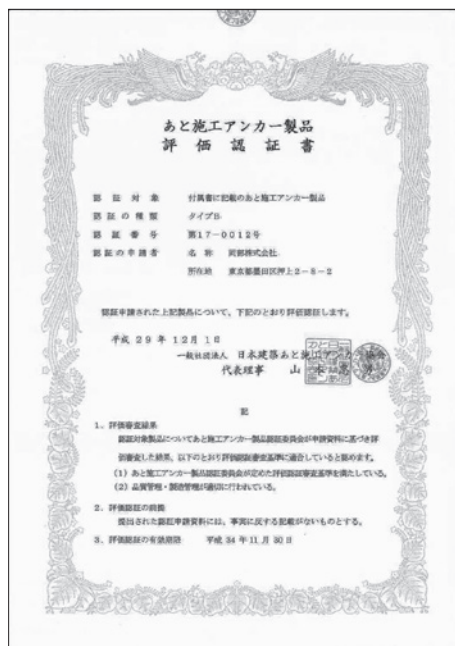 あと施工アンカー製品
評価認証書
認証対象 付属書に記載のあと施工アンカー製品
認証の種類 タイプB
認証番号 第17-0012号
認証の申請者 名称 岡部株式会社
所在地 東京都墨田区押上2-8-2
認証申請された上記製品について、下記のとおり評価認証します。
平成29年12月1日
一般社団法人 日本建築あと施工アンカー協会
代表理事 山
記
1. 評価審査結果
認証対象製品についてあと施工アンカー製品認証委員会が申請資料に基づき評
価審査した結果、以下のとおり評価認証審査基準に適合していると認めます。
(1) あと施工アンカー製品認証委員会が定めた評価認証審査基準を満たしている。
(2) 品質管理・製造管理が適切に行われている。
2. 評価認証の前提
提出された認証申請資料には、事実に反する記載がないものとする。
3. 評価認証の有効期限 平成34年11月30日